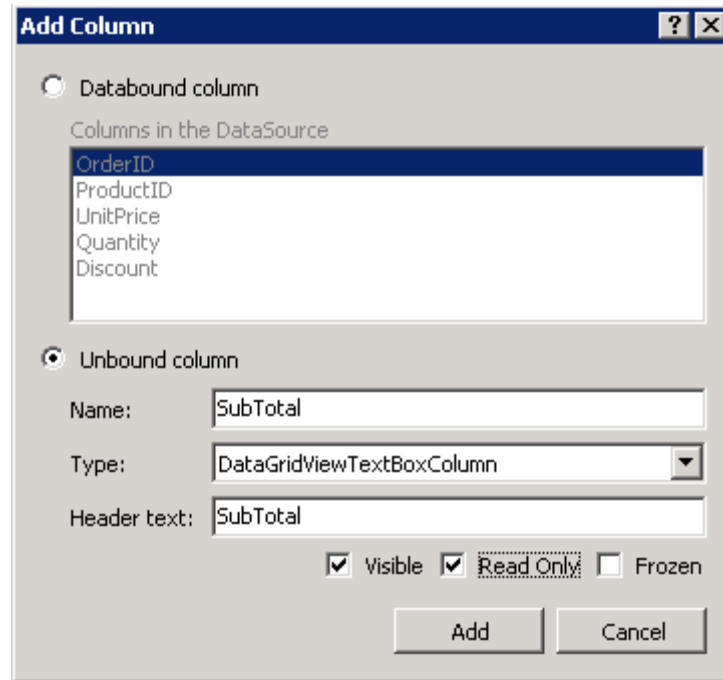 Add Column
Databound column
Columns in the DataSource
OrderID
ProductID
UnitPrice
Quantity
Discount
Unbound column
Name: SubTotal
Type: DataGridViewTextBoxColumn
Header text: SubTotal
Visible Read Only Frozen
Add Cancel